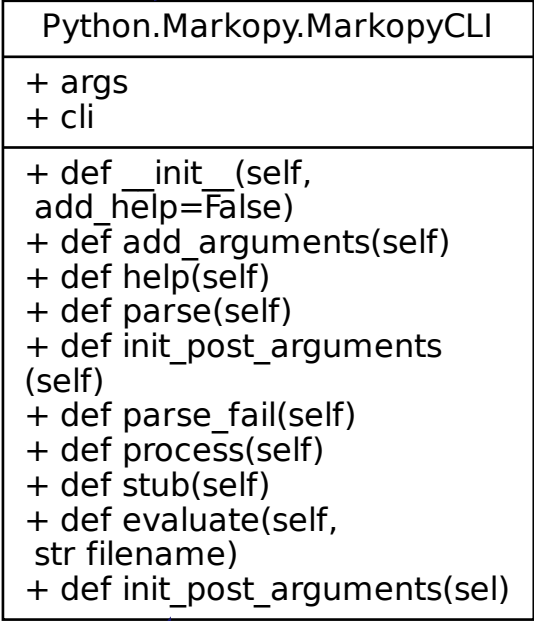 Python.Markopy.MarkopyCLI
+ args
+ cli
+ def __init__(self,
add_help=False)
+ def add_arguments(self)
+ def help(self)
+ def parse(self)
+ def init_post_arguments
(self)
+ def parse_fail(self)
+ def process(self)
+ def stub(self)
+ def evaluate(self,
str filename)
+ def init_post_arguments(sel)